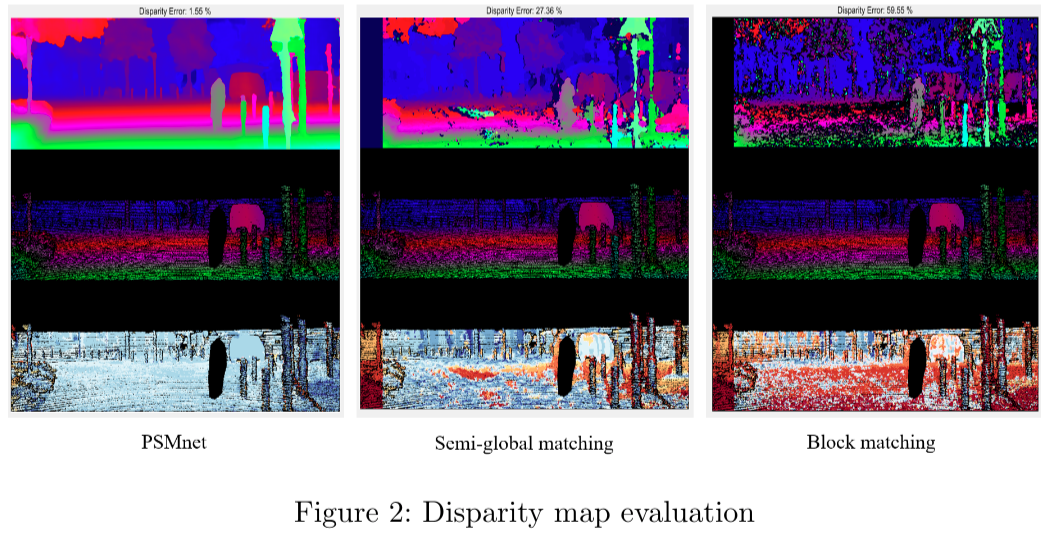 Disparity Error: 1.55 %
Disparity Error: 27.36 %
Disparity Error: 59.55 %
PSMnet
Semi-global matching
Block matching
Figure 2: Disparity map evaluation